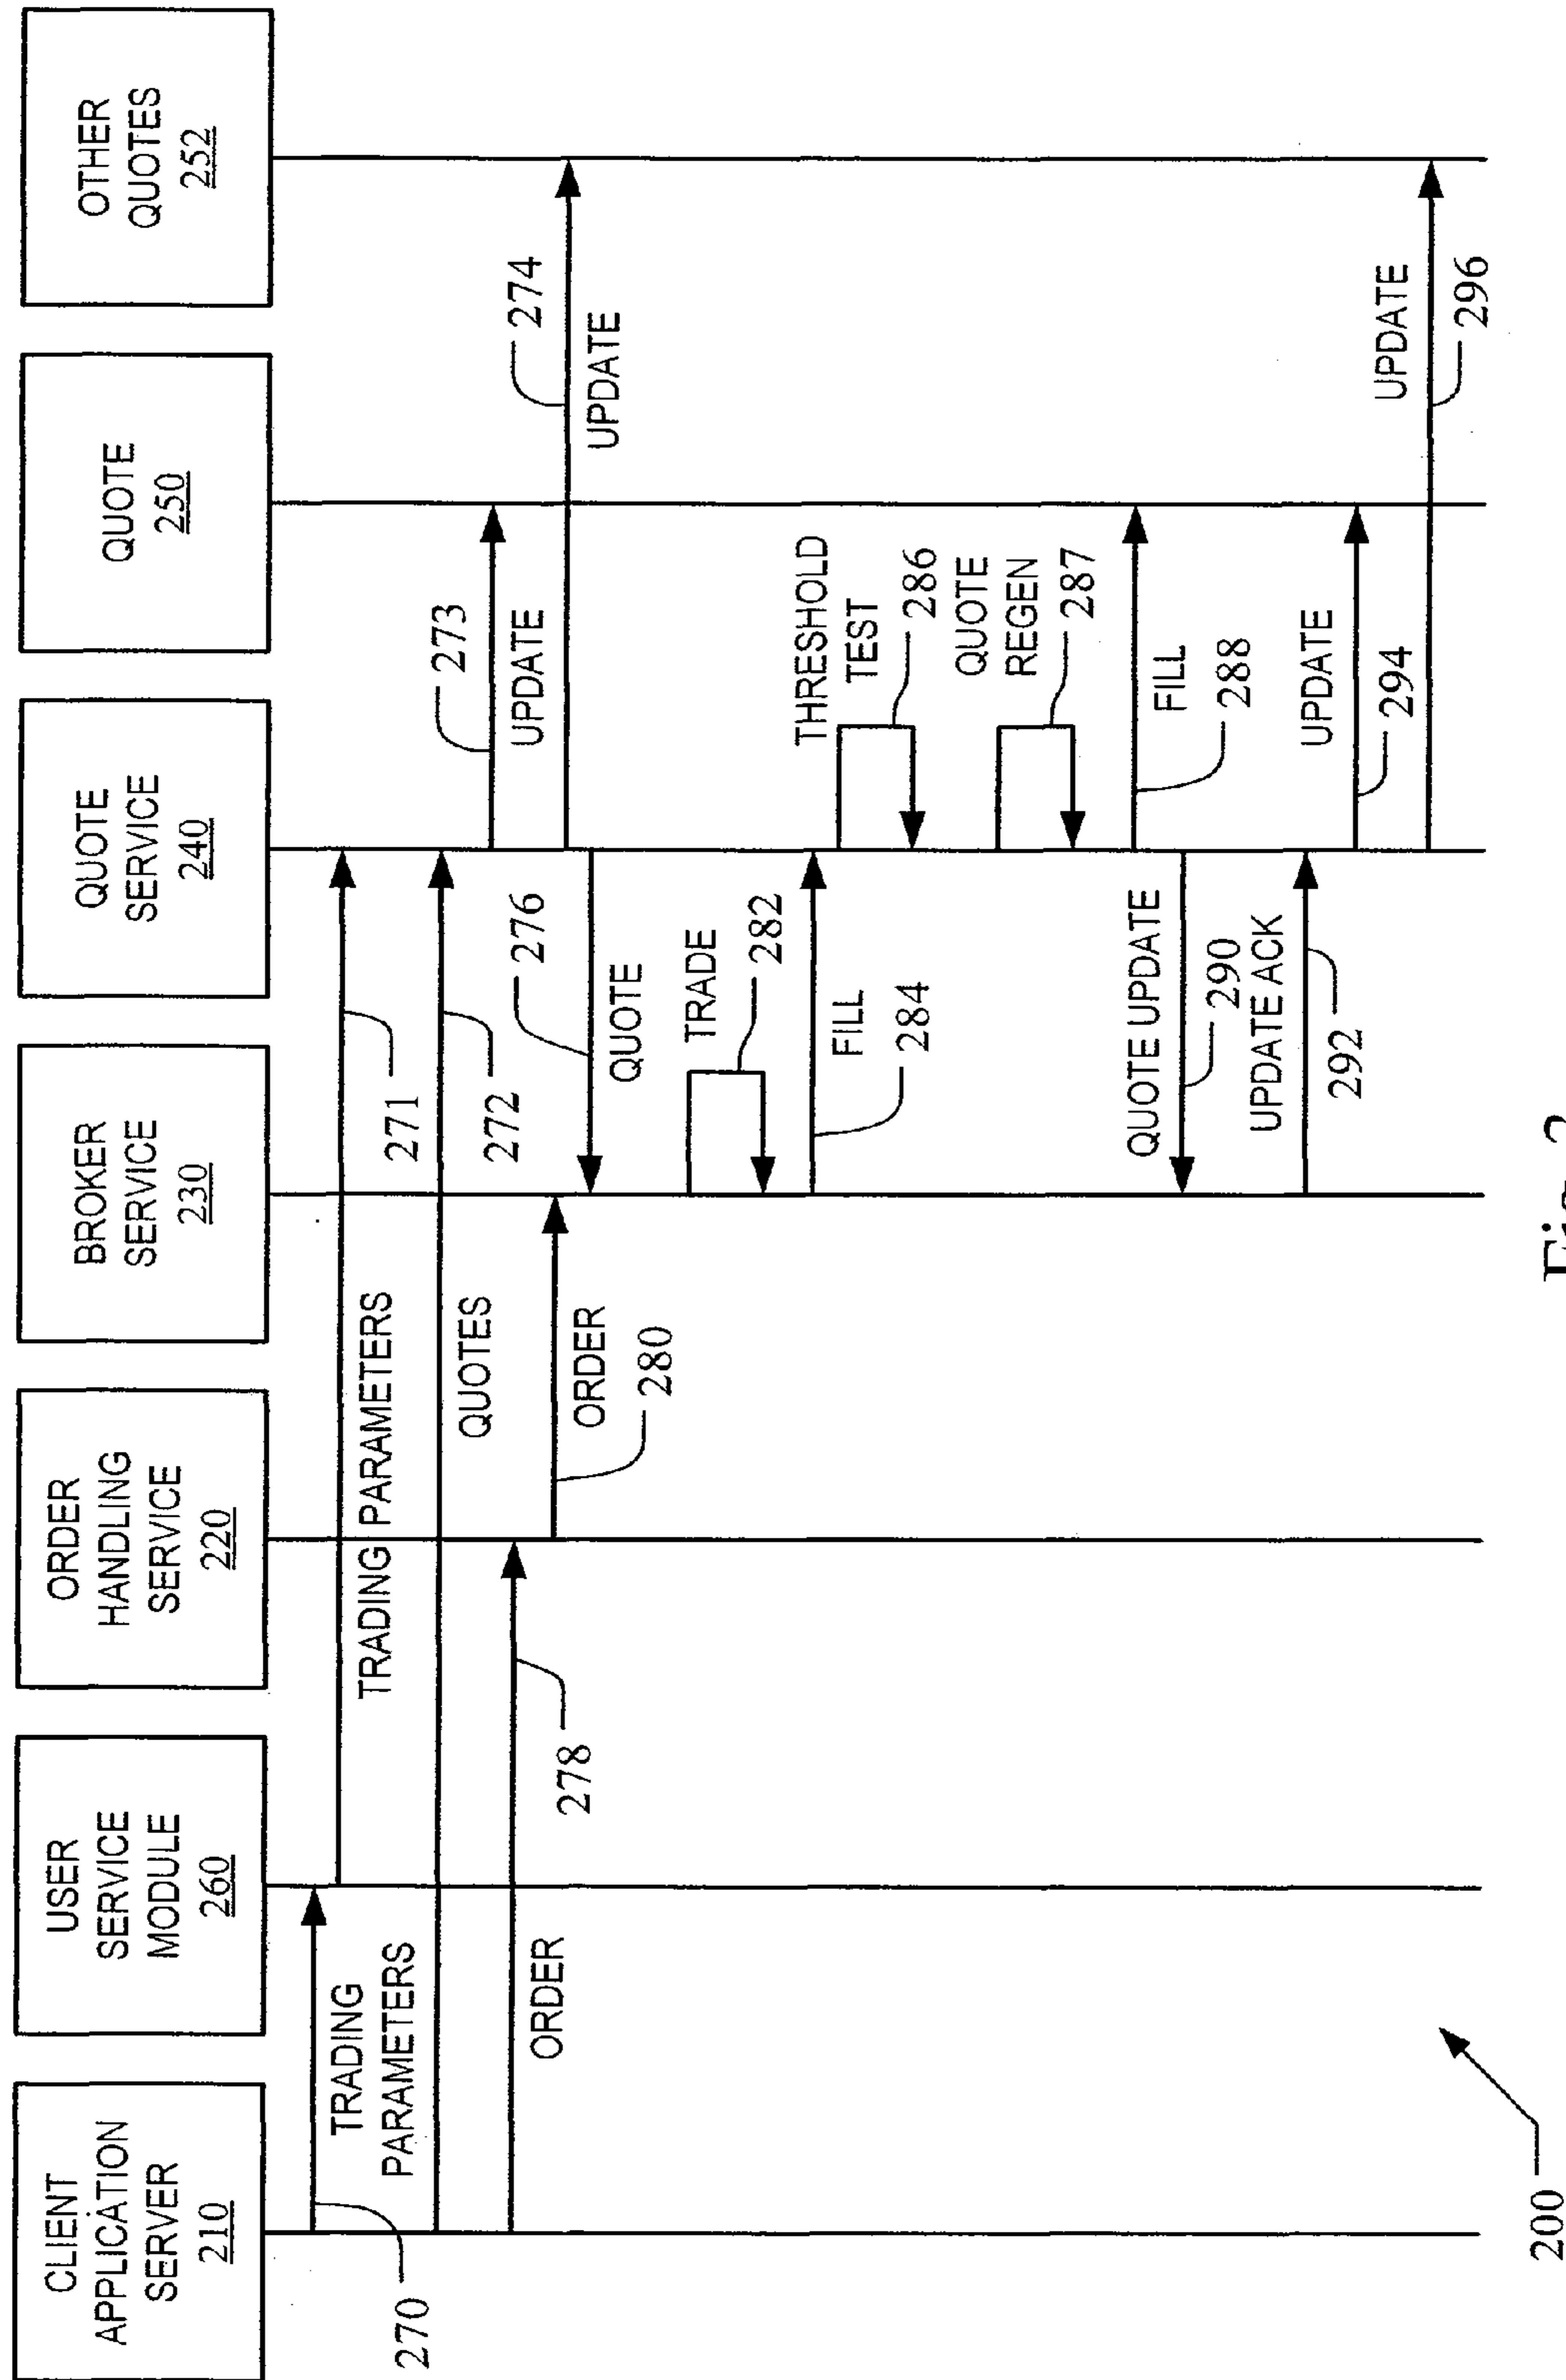 CLIENT
APPLICATION
SERVER
210
USER
SERVICE
MODULE
260
ORDER
HANDLING
SERVICE
220
BROKER
SERVICE
230
QUOTE
SERVICE
240
QUOTE
250
OTHER
QUOTES
252
270
TRADING
PARAMETERS
271
TRADING PARAMETERS
272
QUOTES
273
UPDATE
274
UPDATE
276
QUOTE
ORDER
278
ORDER
280
TRADE
282
FILL
284
THRESHOLD
TEST
286
QUOTE
REGEN
287
FILL
288
QUOTE UPDATE
290
UPDATE ACK
292
UPDATE
294
UPDATE
296
200